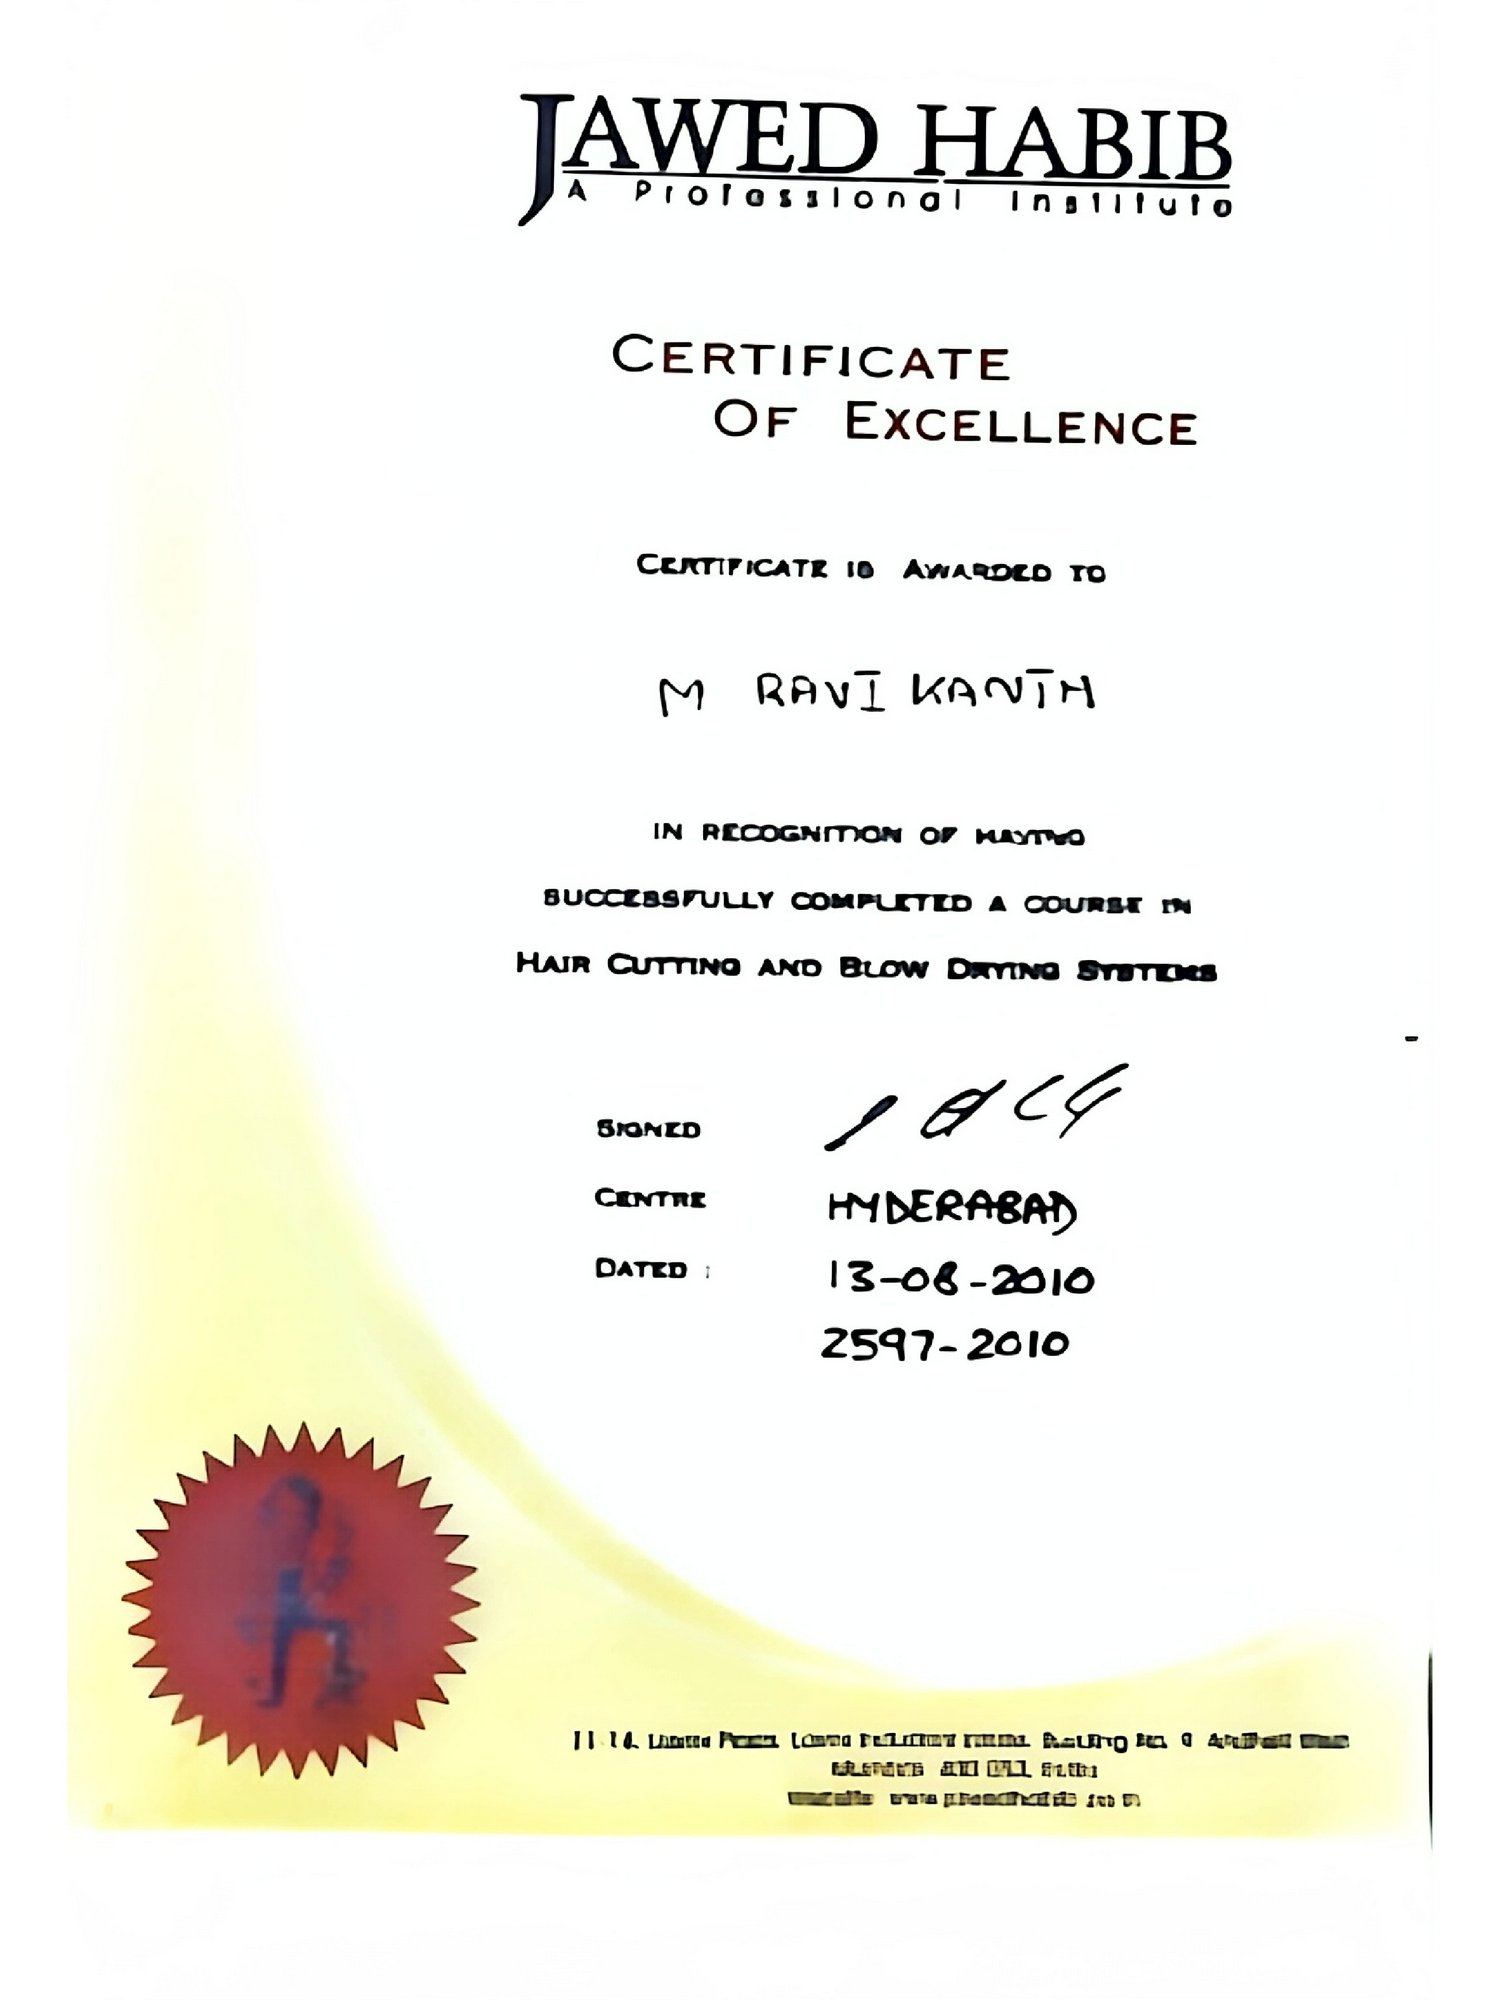 JAWED HABIB
A Professional Institute
CERTIFICATE
OF EXCELLENCE
CERTIFICATE IS AWARDED TO
M RAVI KANTH
IN RECOGNITION OF HAVING
SUCCESSFULLY COMPLETED A COURSE IN
HAIR CUTTING AND BLOW DRYING SYSTEMS
SIGNED
CENTRE HYDERABAD
DATED : 13-08-2010
2597-2010